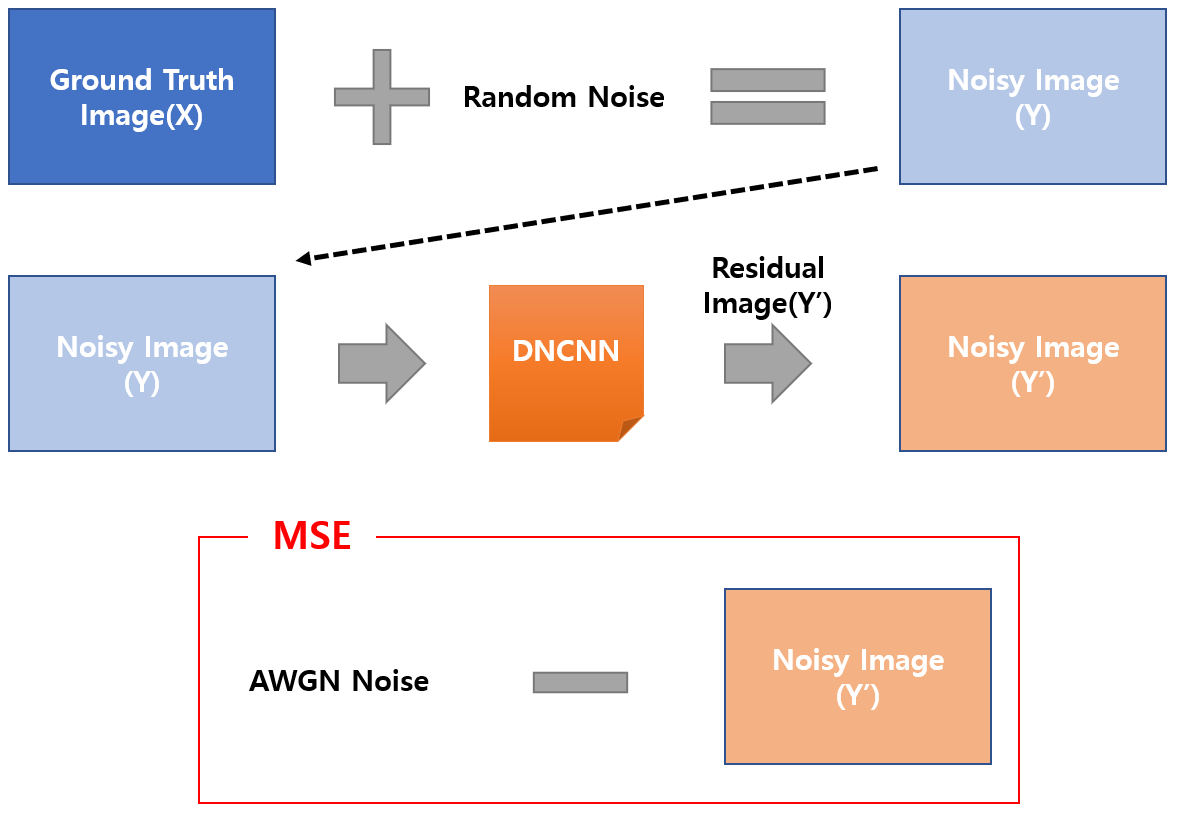 Ground Truth
Image(X)
Random Noise
Noisy Image
(Y)
Noisy Image
(Y)
DNCNN
Residual
Image(Y’)
Noisy Image
(Y’)
MSE
AWGN Noise
Noisy Image
(Y’)